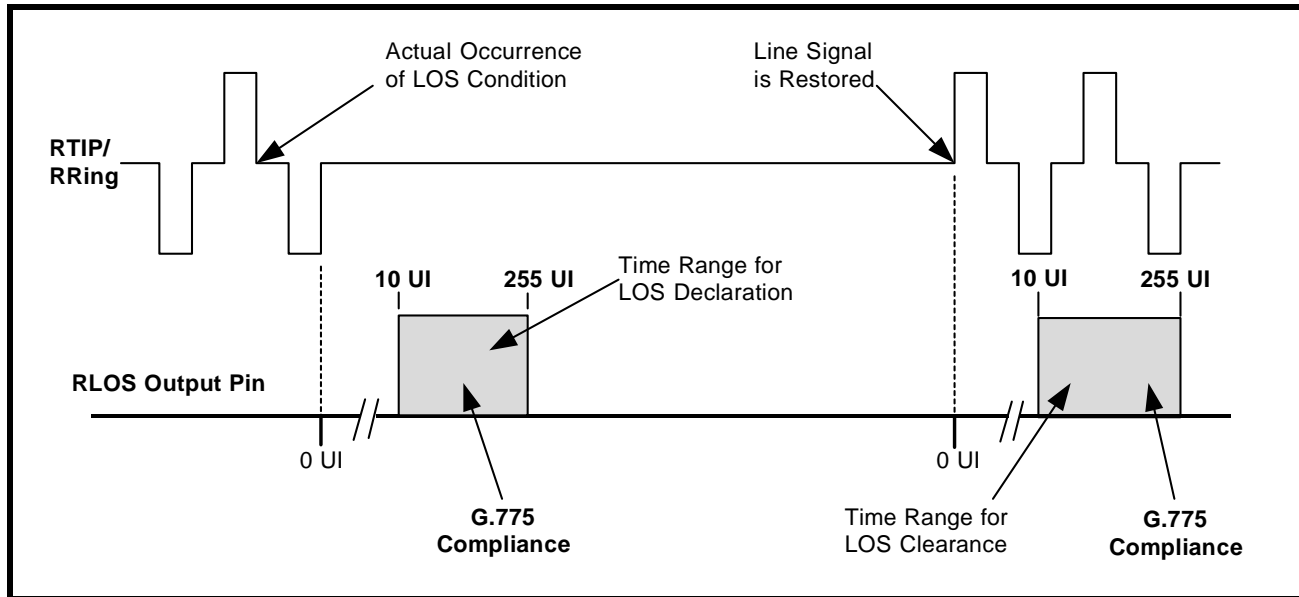 Actual Occurrence
of LOS Condition
Line Signal
is Restored
RTIP/
RRing
10 UI
255 UI
Time Range for
LOS Declaration
10 UI
255 UI
RLOS Output Pin
0 UI
0 UI
G.775
Compliance
Time Range for
LOS Clearance
G.775
Compliance